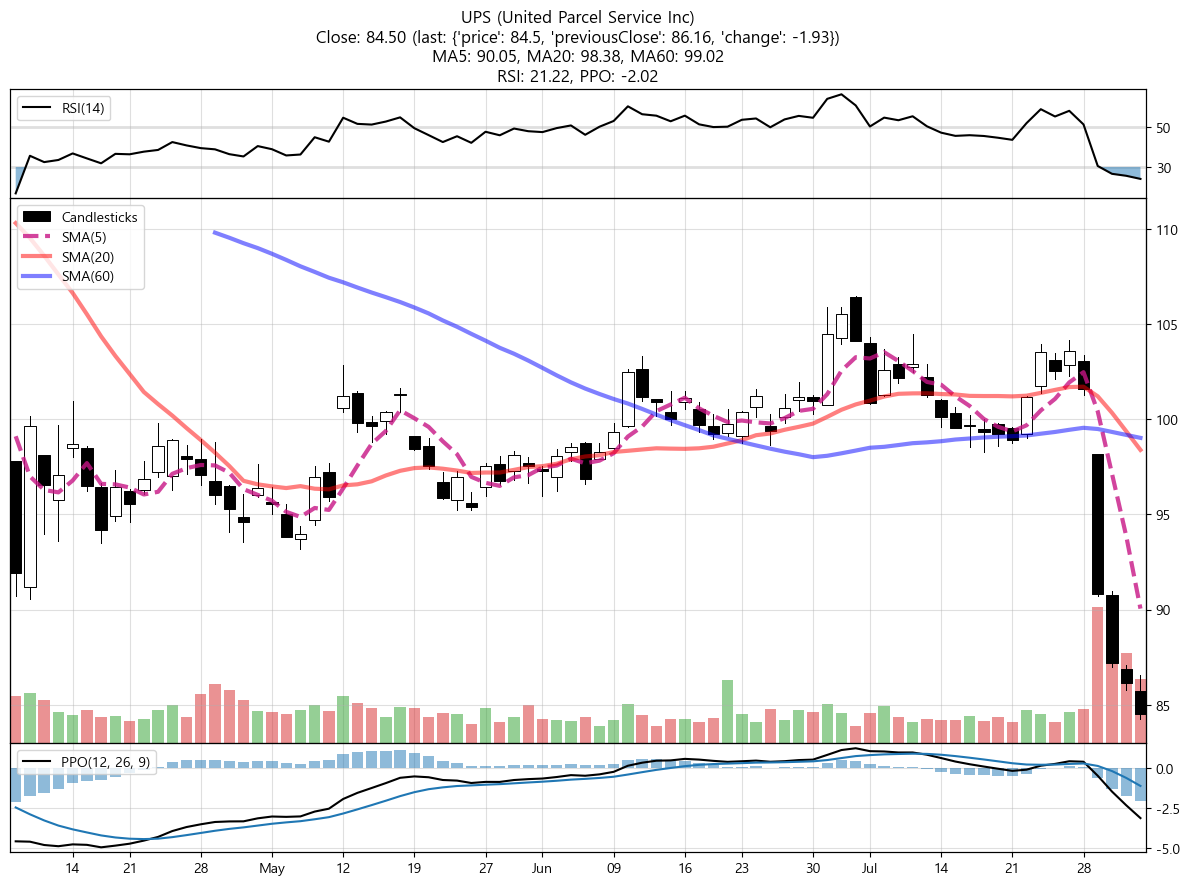 UPS (United Parcel Service Inc)
Close: 84.50 (last: {'price': 84.5, 'previousClose': 86.16, 'change': -1.93})
MA5: 90.05, MA20: 98.38, MA60: 99.02
RSI: 21.22, PPO: -2.02
RSI(14)
50
30
Candlesticks
SMA(5)
SMA(20)
SMA(60)
110
105
100
95
90
85
PPO(12, 26, 9)
0.0
-2.5
-5.0
14 21 28 May 12 19 27 Jun 09 16 23 30 Jul 14 21 28